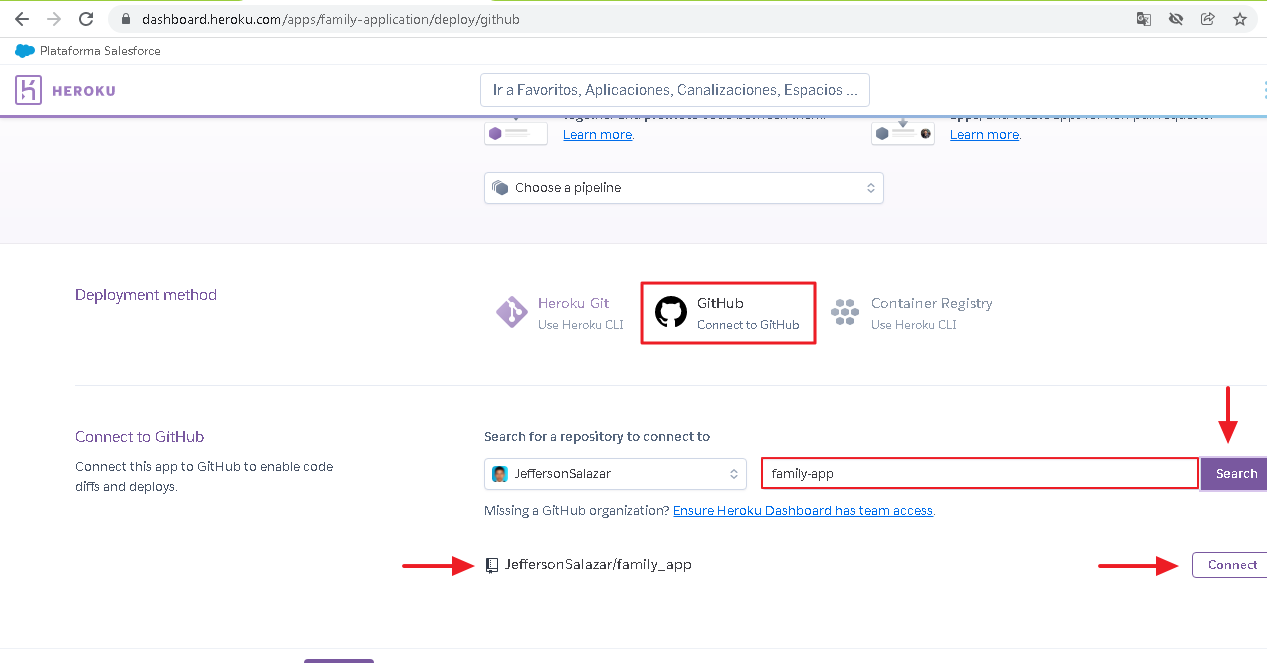 dashboard.heroku.com/apps/family-application/deploy/github
Plataforma Salesforce
HEROKU
Ir a Favoritos, Aplicaciones, Canalizaciones, Espacios ...
Learn more.
Learn more.
Choose a pipeline
Deployment method
Heroku Git
Use Heroku CLI
GitHub
Connect to GitHub
Container Registry
Use Heroku CLI
Connect to GitHub
Connect this app to GitHub to enable code
diffs and deploys.
Search for a repository to connect to
JeffersonSalazar
family-app
Search
Missing a GitHub organization? Ensure Heroku Dashboard has team access.
JeffersonSalazar/family_app
Connect